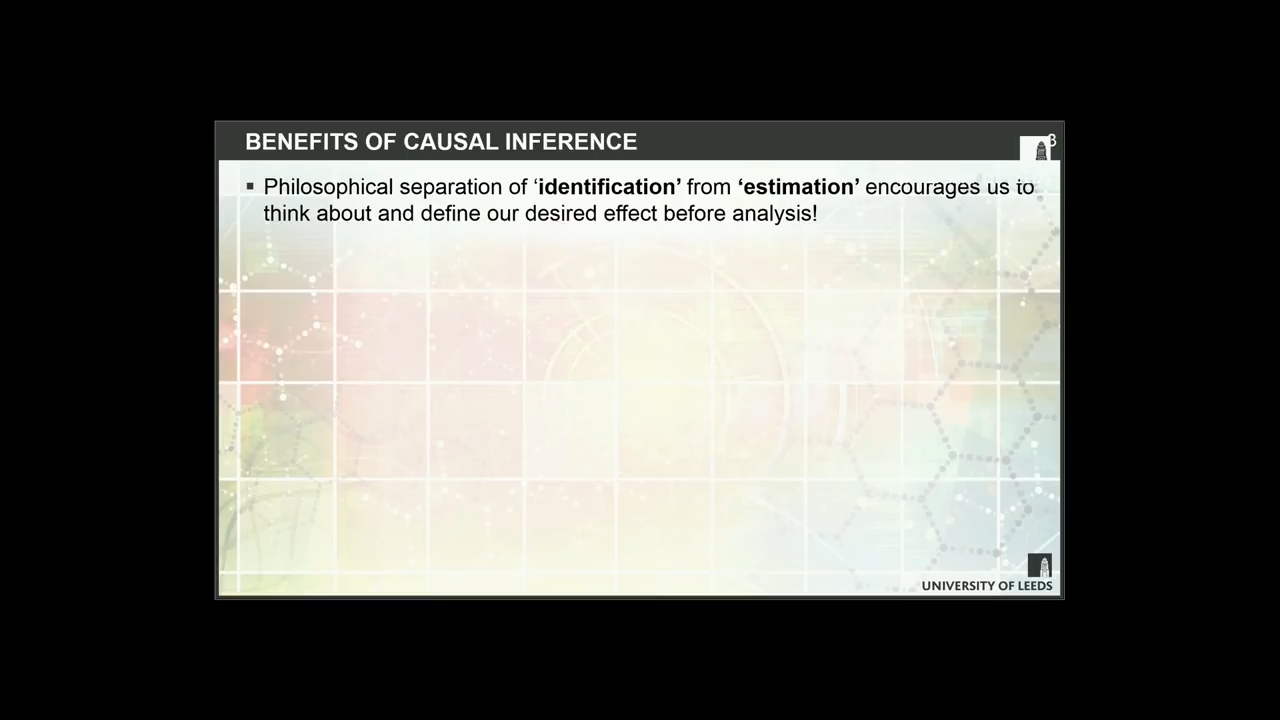 BENEFITS OF CAUSAL INFERENCE
▪ Philosophical separation of ‘identification’ from ‘estimation’ encourages us to
think about and define our desired effect before analysis!
UNIVERSITY OF LEEDS